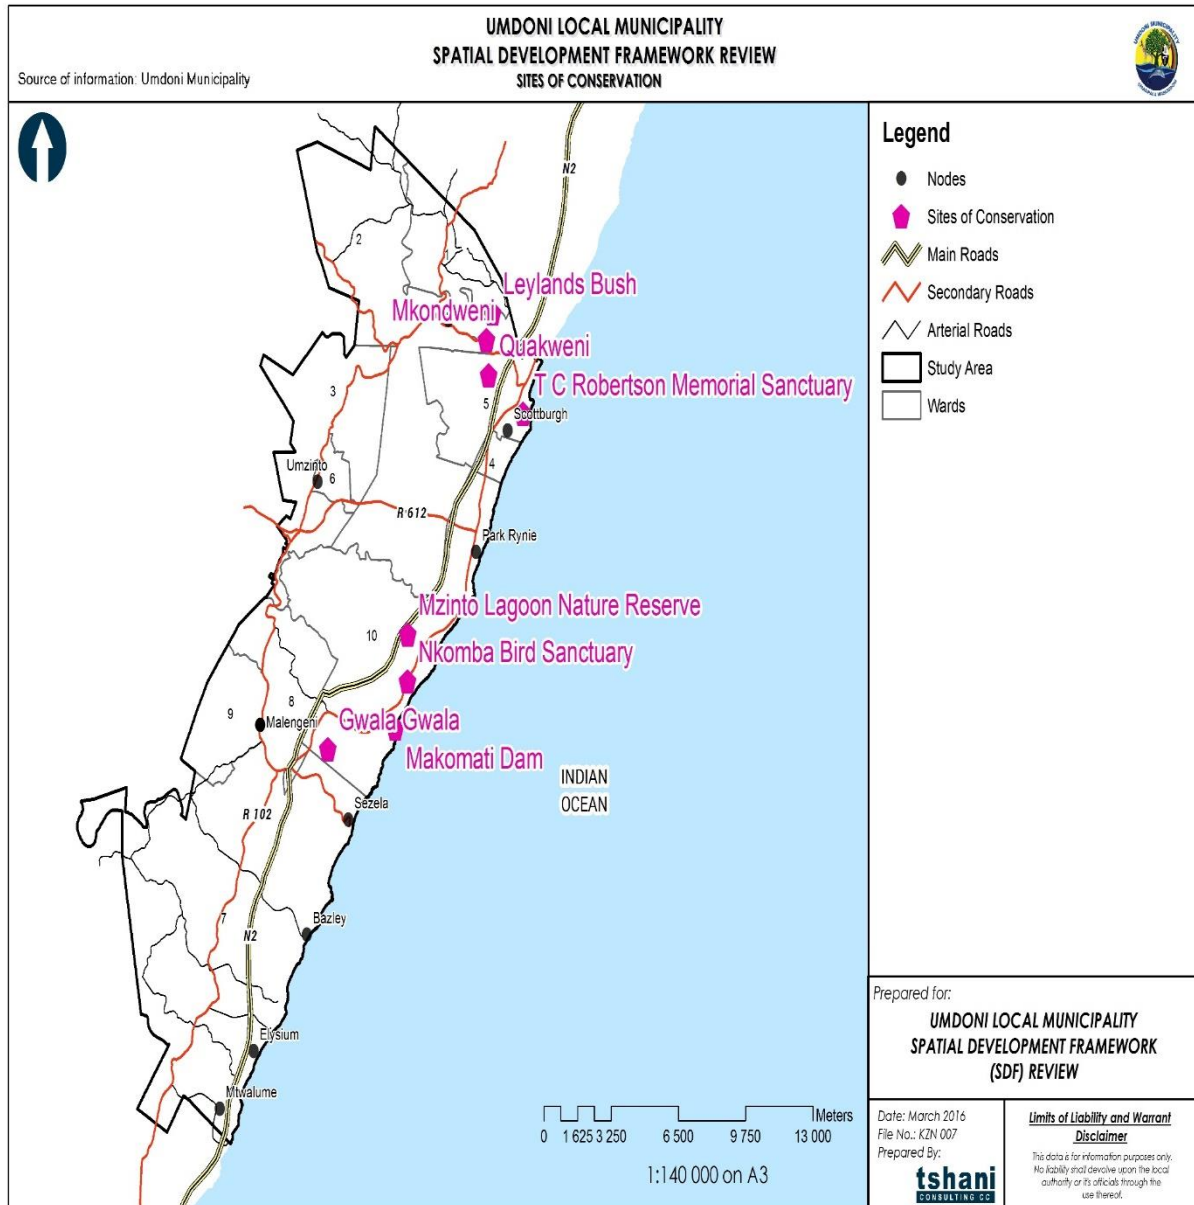 UMDONI LOCAL MUNICIPALITY
SPATIAL DEVELOPMENT FRAMEWORK REVIEW
SITES OF CONSERVATION
Source of information: Umdoni Municipality
UMDONI MUNICIPALITY
N2
2
1
Leylands Bush
Mkondweni
Quakweni
3
5
T C Robertson Memorial Sanctuary
Scottburgh
4
Umzinto
6
R 612
Park Rynie
Mzinto Lagoon Nature Reserve
10
Nkomba Bird Sanctuary
8
9
Malengeni
Gwala Gwala
Makomati Dam
INDIAN
OCEAN
R 102
Sezela
7
Bazley
N2
Elysium
Mtwalume
Meters
0 1 625 3 250 6 500 9 750 13 000
1:140 000 on A3
Legend
Nodes
Sites of Conservation
Main Roads
Secondary Roads
Arterial Roads
Study Area
Wards
Prepared for:
UMDONI LOCAL MUNICIPALITY
SPATIAL DEVELOPMENT FRAMEWORK
(SDF) REVIEW
Date: March 2016
File No.: KZN 007
Prepared By:
tshani
CONSULTING CC
Limits of Liability and Warrant
Disclaimer
This data is for information purposes only.
No liability shall devolve upon the local
authority or it's officials through the
use thereof.